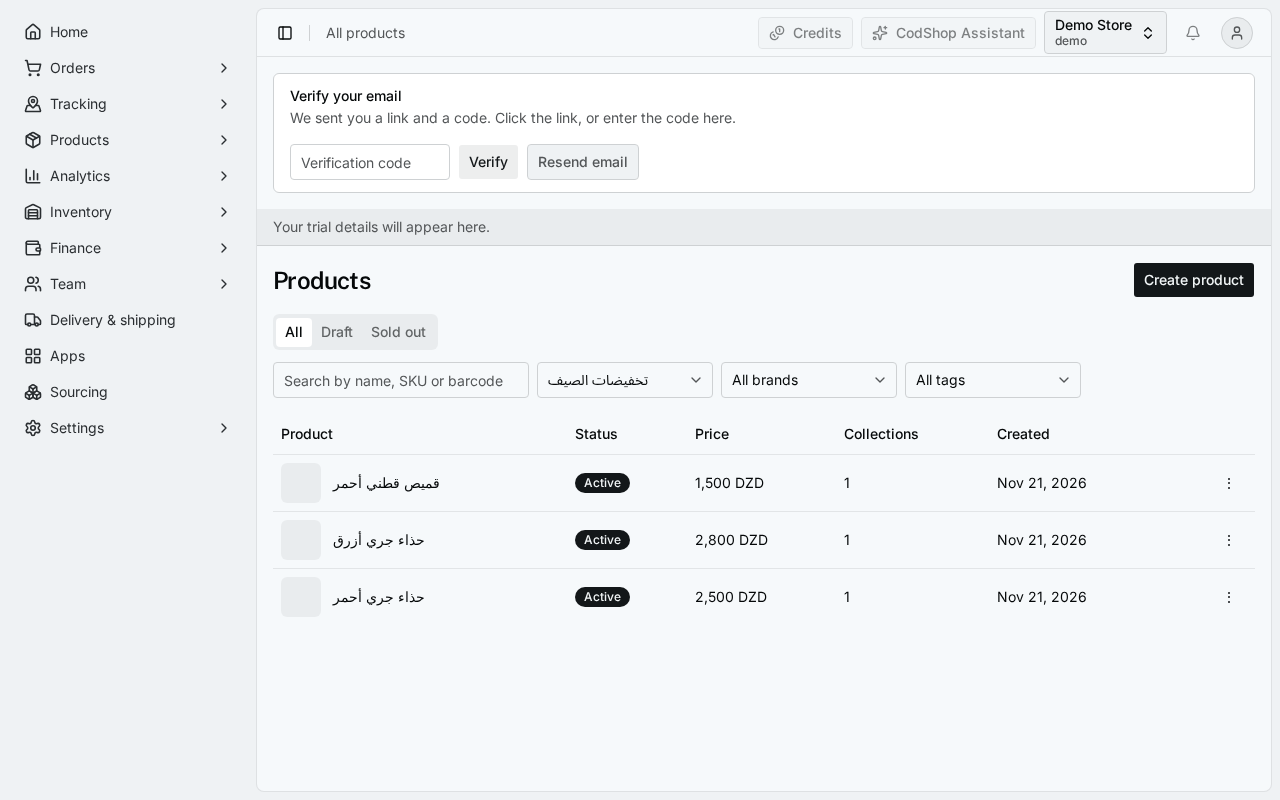 Home
Orders
Tracking
Products
Analytics
Inventory
Finance
Team
Delivery & shipping
Apps
Sourcing
Settings
All products
Credits
CodShop Assistant
Demo Store
demo
Verify your email
We sent you a link and a code. Click the link, or enter the code here.
Verification code
Verify
Resend email
Your trial details will appear here.
Products
Create product
All Draft Sold out
Search by name, SKU or barcode
تخفيضات الصيف
All brands
All tags
Product Status Price Collections Created
قميص قطني أحمر Active 1,500 DZD 1 Nov 21, 2026
حذاء جري أزرق Active 2,800 DZD 1 Nov 21, 2026
حذاء جري أحمر Active 2,500 DZD 1 Nov 21, 2026